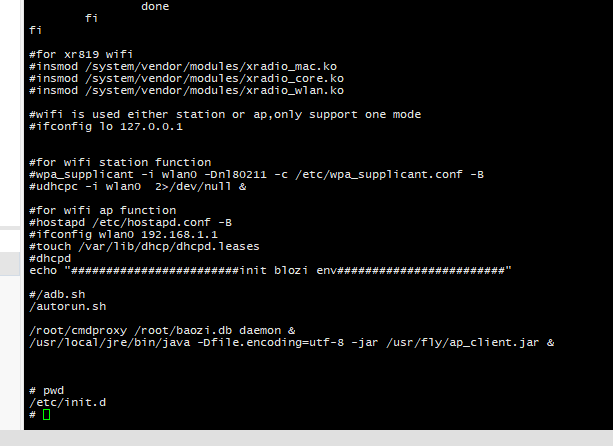 done
fi
fi
#for xr819 wifi
#insmod /system/vendor/modules/xradio_mac.ko
#insmod /system/vendor/modules/xradio_core.ko
#insmod /system/vendor/modules/xradio_wlan.ko
#wifi is used either station or ap,only support one mode
#ifconfig lo 127.0.0.1
#for wifi station function
#wpa_supplicant -i wlan0 -Dnl80211 -c /etc/wpa_supplicant.conf -B
#udhcpc -i wlan0  2>/dev/null &
#for wifi ap function
#hostapd /etc/hostapd.conf -B
#ifconfig wlan0 192.168.1.1
#touch /var/lib/dhcp/dhcpd.leases
#dhcpd
echo "########################init blozi env########################"
#/adb.sh
/autorun.sh
/root/cmdproxy /root/baozi.db daemon &
/usr/local/jre/bin/java -Dfile.encoding=utf-8 -jar /usr/fly/ap_client.jar &
# pwd
/etc/init.d
#